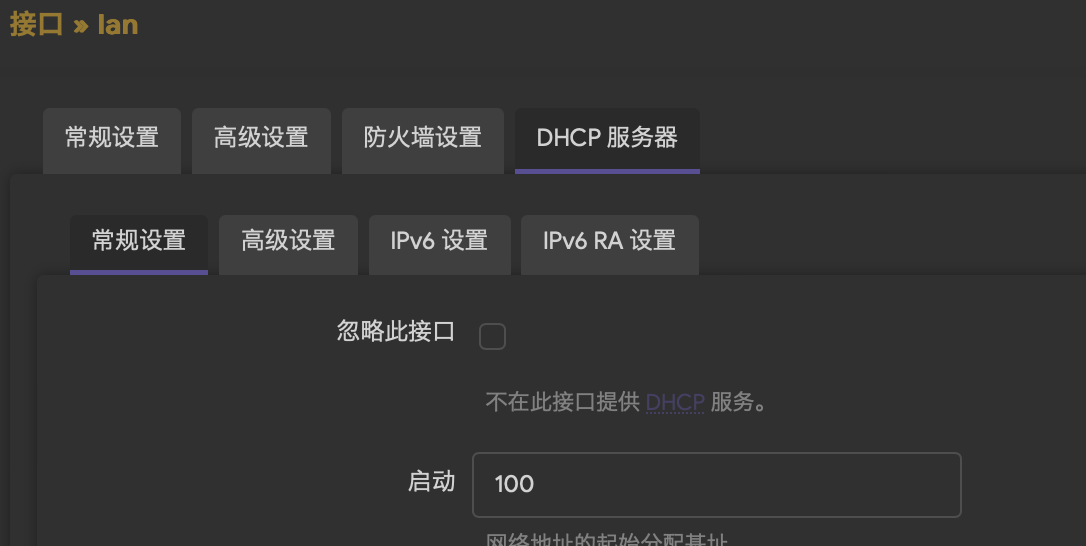 接口 » lan
常规设置 高级设置 防火墙设置 DHCP 服务器
常规设置 高级设置 IPv6 设置 IPv6 RA 设置
忽略此接口
不在此接口提供 DHCP 服务。
启动 100
网络地址的起始分配基址